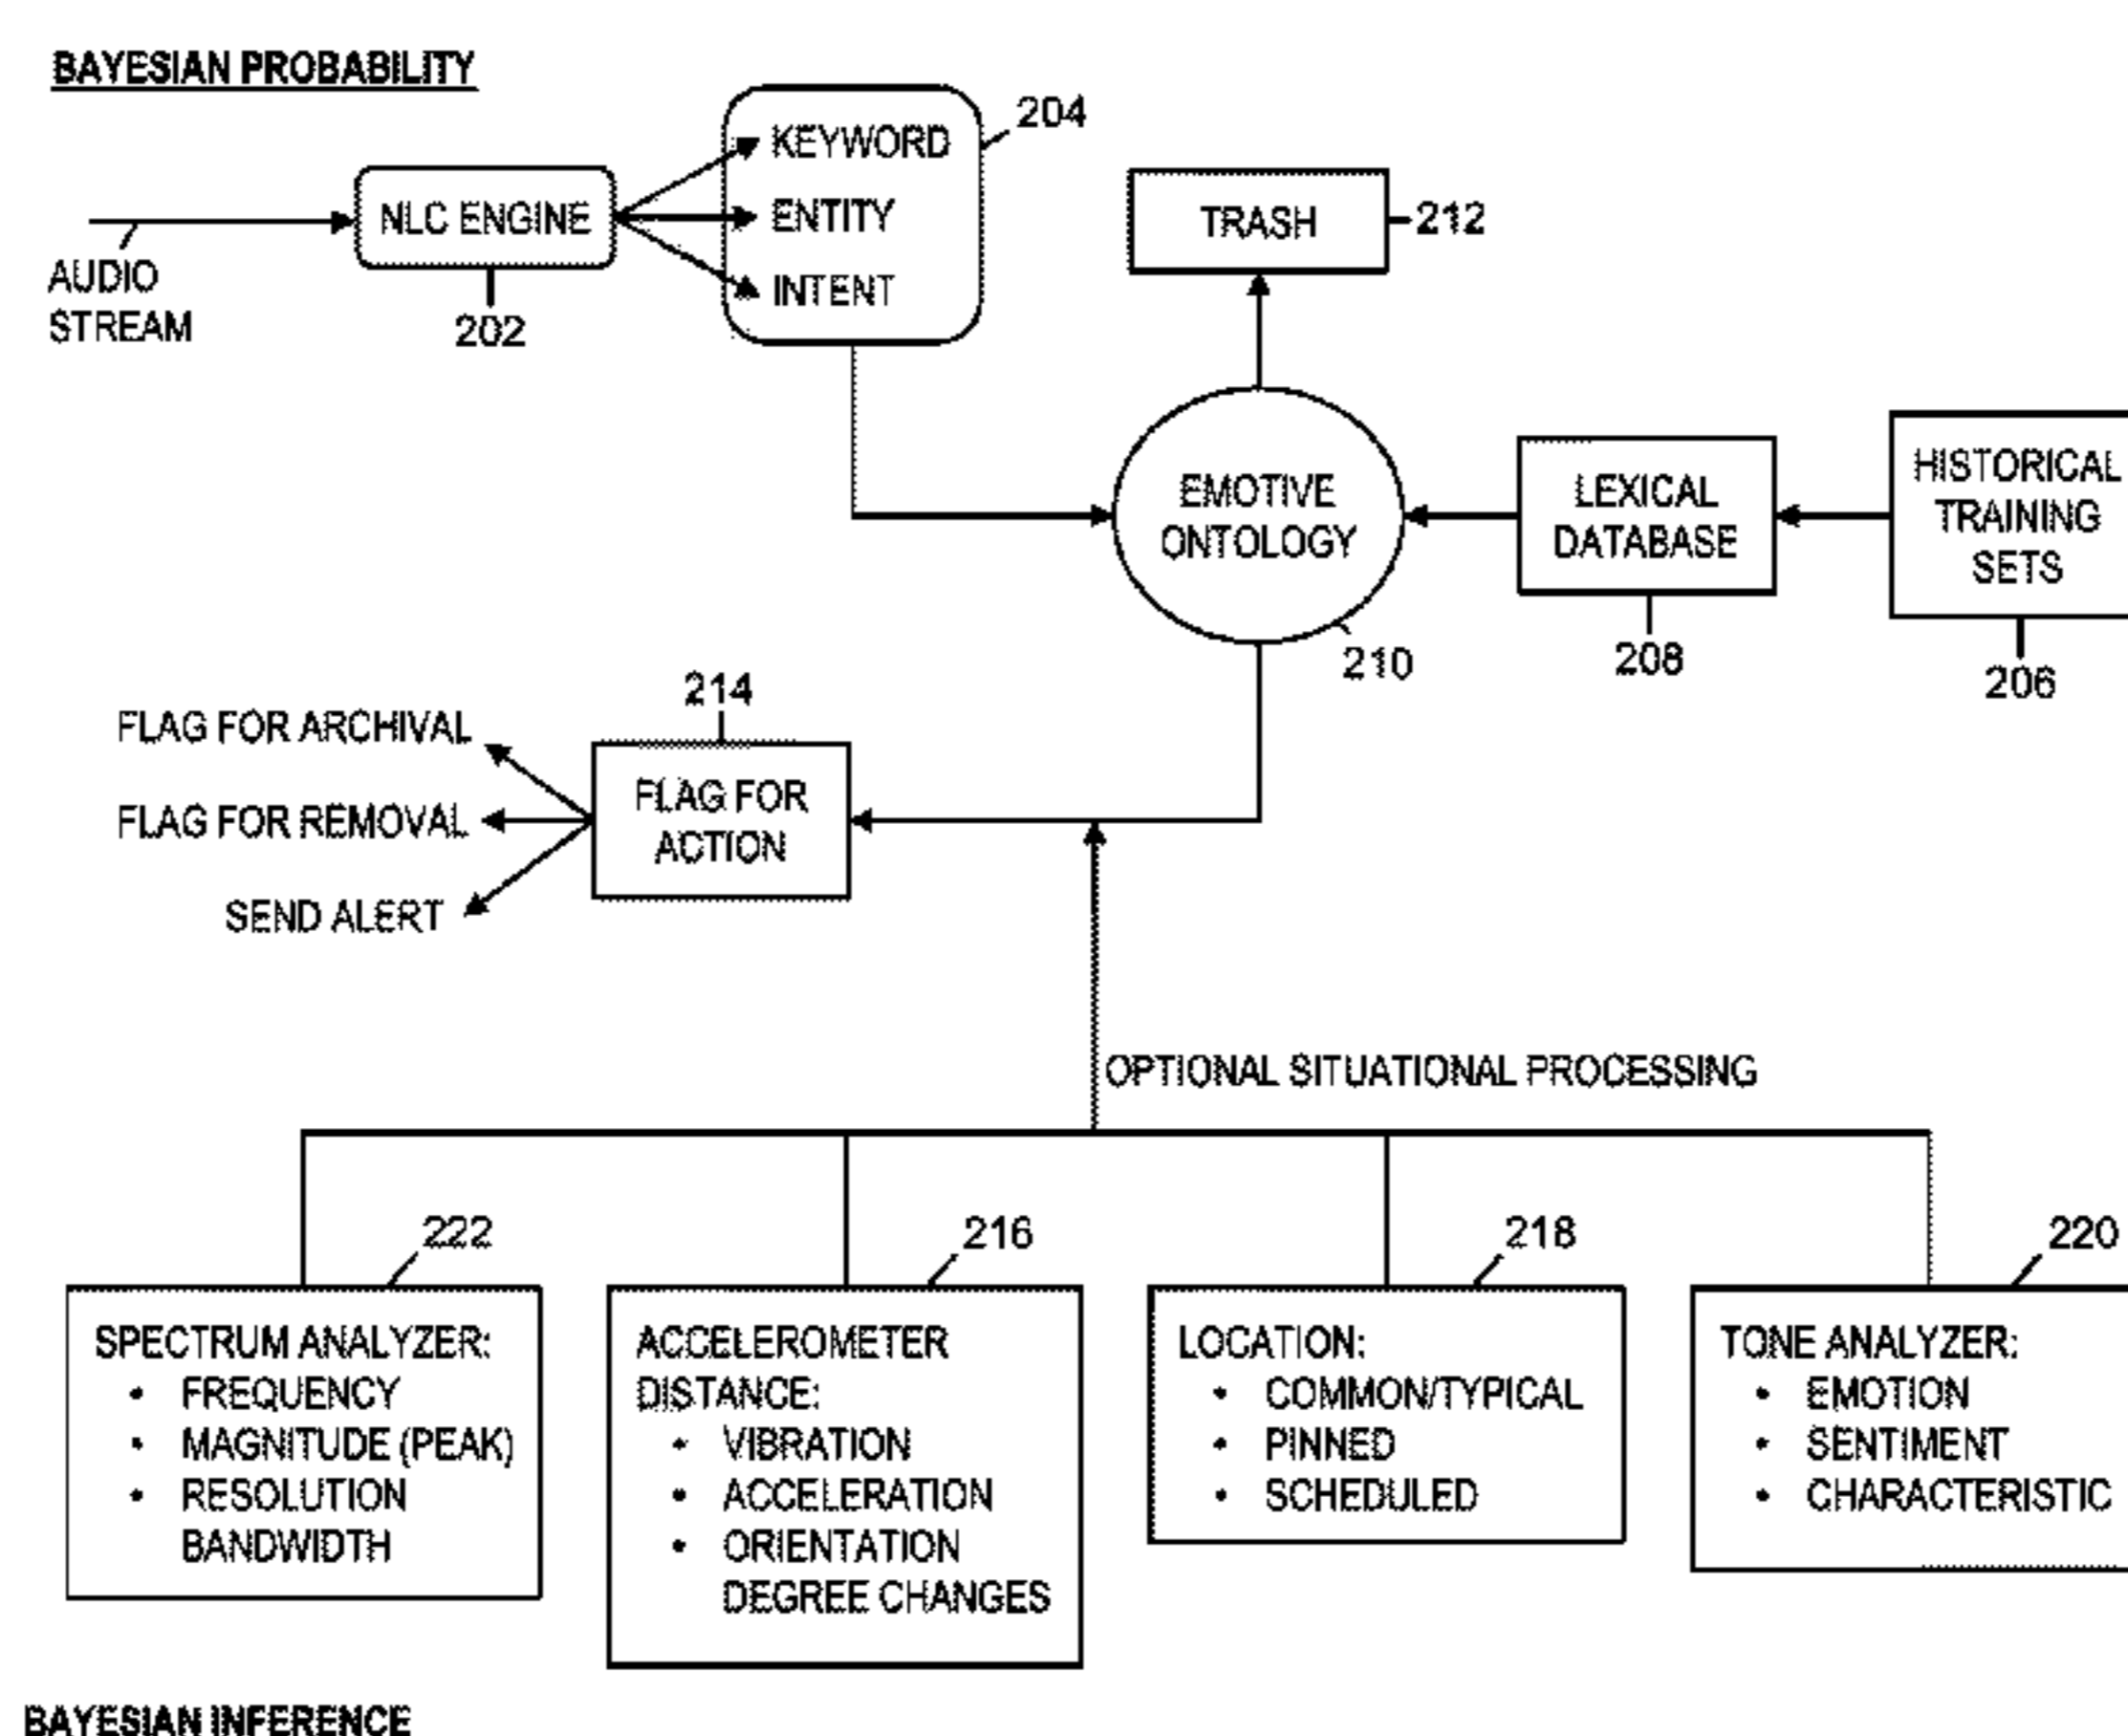 BAYESIAN PROBABILITY
204
KEYWORD
ENTITY
INTENT
NLC ENGINE
202
AUDIO
STREAM
TRASH
212
EMOTIVE
ONTOLOGY
210
LEXICAL
DATABASE
208
HISTORICAL
TRAINING
SETS
206
214
FLAG FOR
ACTION
FLAG FOR ARCHIVAL
FLAG FOR REMOVAL
SEND ALERT
OPTIONAL SITUATIONAL PROCESSING
222
SPECTRUM ANALYZER:
• FREQUENCY
• MAGNITUDE (PEAK)
• RESOLUTION
BANDWIDTH
216
ACCELEROMETER
DISTANCE:
• VIBRATION
• ACCELERATION
• ORIENTATION
DEGREE CHANGES
218
LOCATION:
• COMMON/TYPICAL
• PINNED
• SCHEDULED
220
TONE ANALYZER:
• EMOTION
• SENTIMENT
• CHARACTERISTIC
BAYESIAN INFERENCE